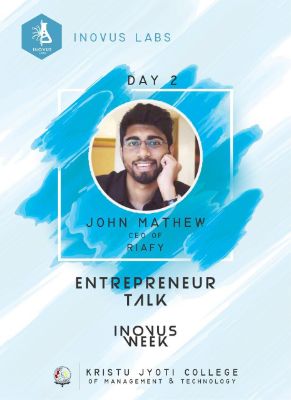 INOVUS LABS
INOVUS
DAY 2
JOHN MATHEW
CEO OF
RIAFY
ENTREPRENEUR
TALK
INOVUS
WEEK
KRISTU JYOTI COLLEGE
OF MANAGEMENT & TECHNOLOGY